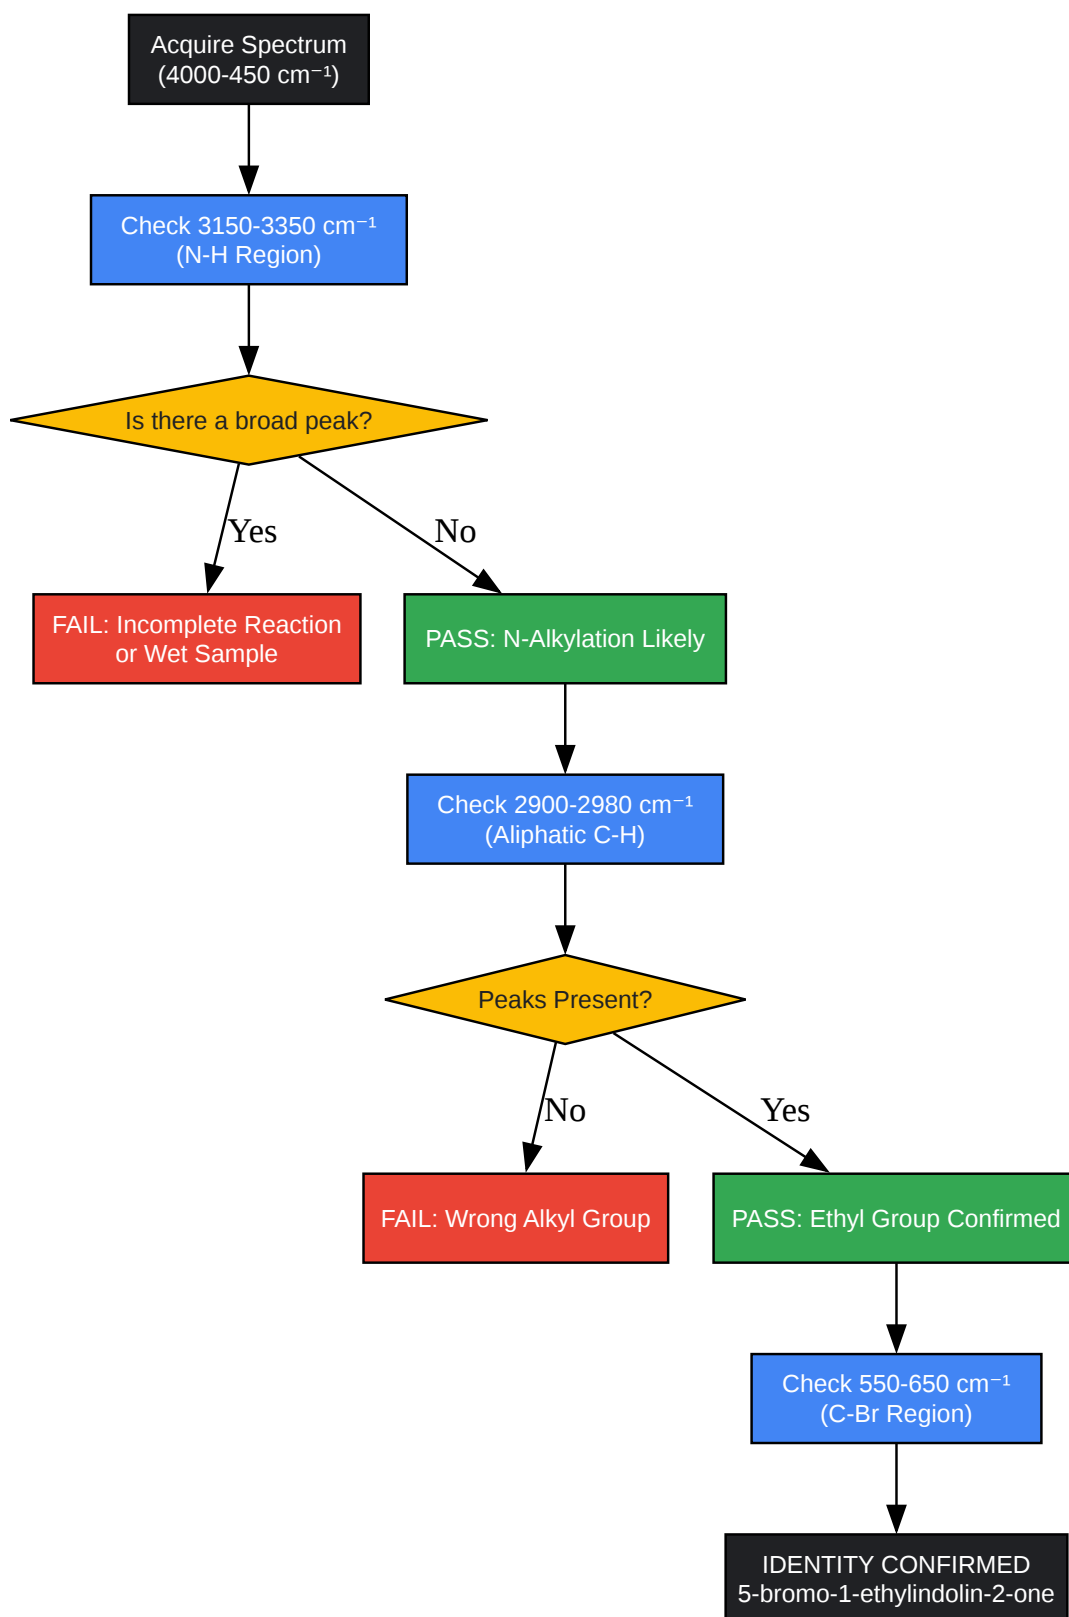 Acquire Spectrum
(4000-450 cm⁻¹)
Check 3150-3350 cm⁻¹
(N-H Region)
Is there a broad peak?
Yes
No
FAIL: Incomplete Reaction
or Wet Sample
PASS: N-Alkylation Likely
Check 2900-2980 cm⁻¹
(Aliphatic C-H)
Peaks Present?
No
Yes
FAIL: Wrong Alkyl Group
PASS: Ethyl Group Confirmed
Check 550-650 cm⁻¹
(C-Br Region)
IDENTITY CONFIRMED
5-bromo-1-ethylindolin-2-one